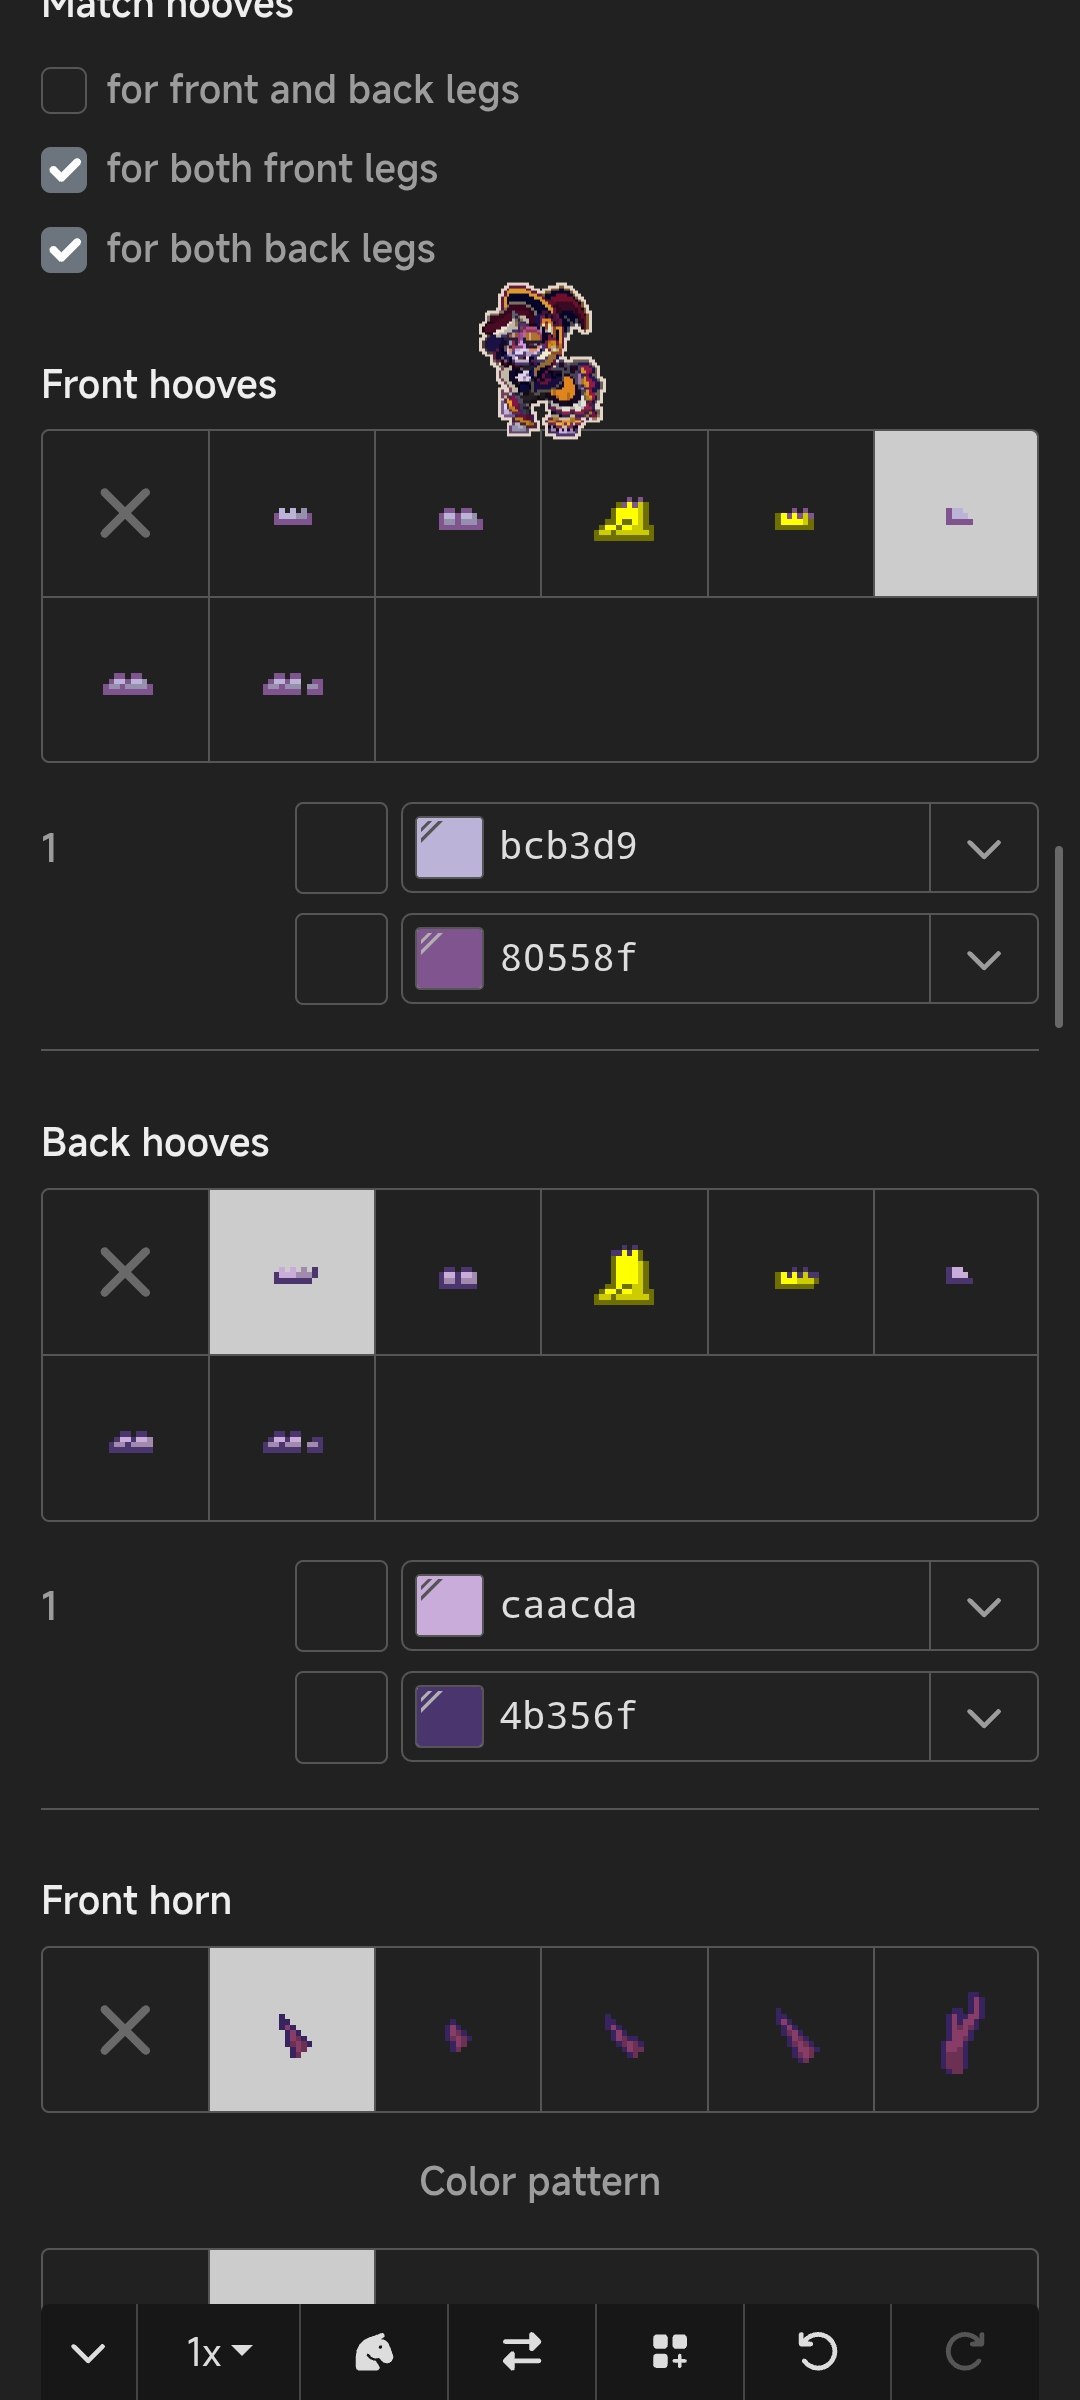 Match hooves
for front and back legs
for both front legs
for both back legs
Front hooves
1
bcb3d9
80558f
Back hooves
1
caacda
4b356f
Front horn
Color pattern
1x